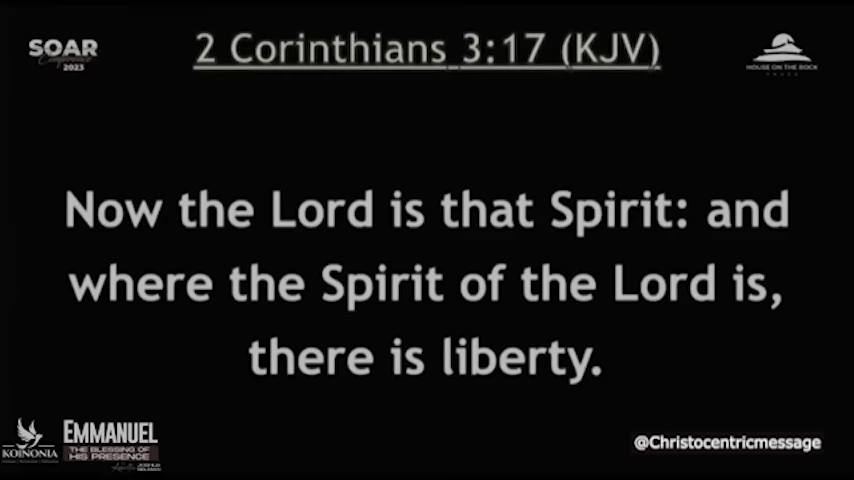 SOAR
Conference
2023
2 Corinthians 3:17 (KJV)
HOUSE ON THE ROCK
Now the Lord is that Spirit: and
where the Spirit of the Lord is,
there is liberty.
KOINONIA
EMMANUEL
THE BLESSING OF
HIS PRESENCE
@Christocentricmessage